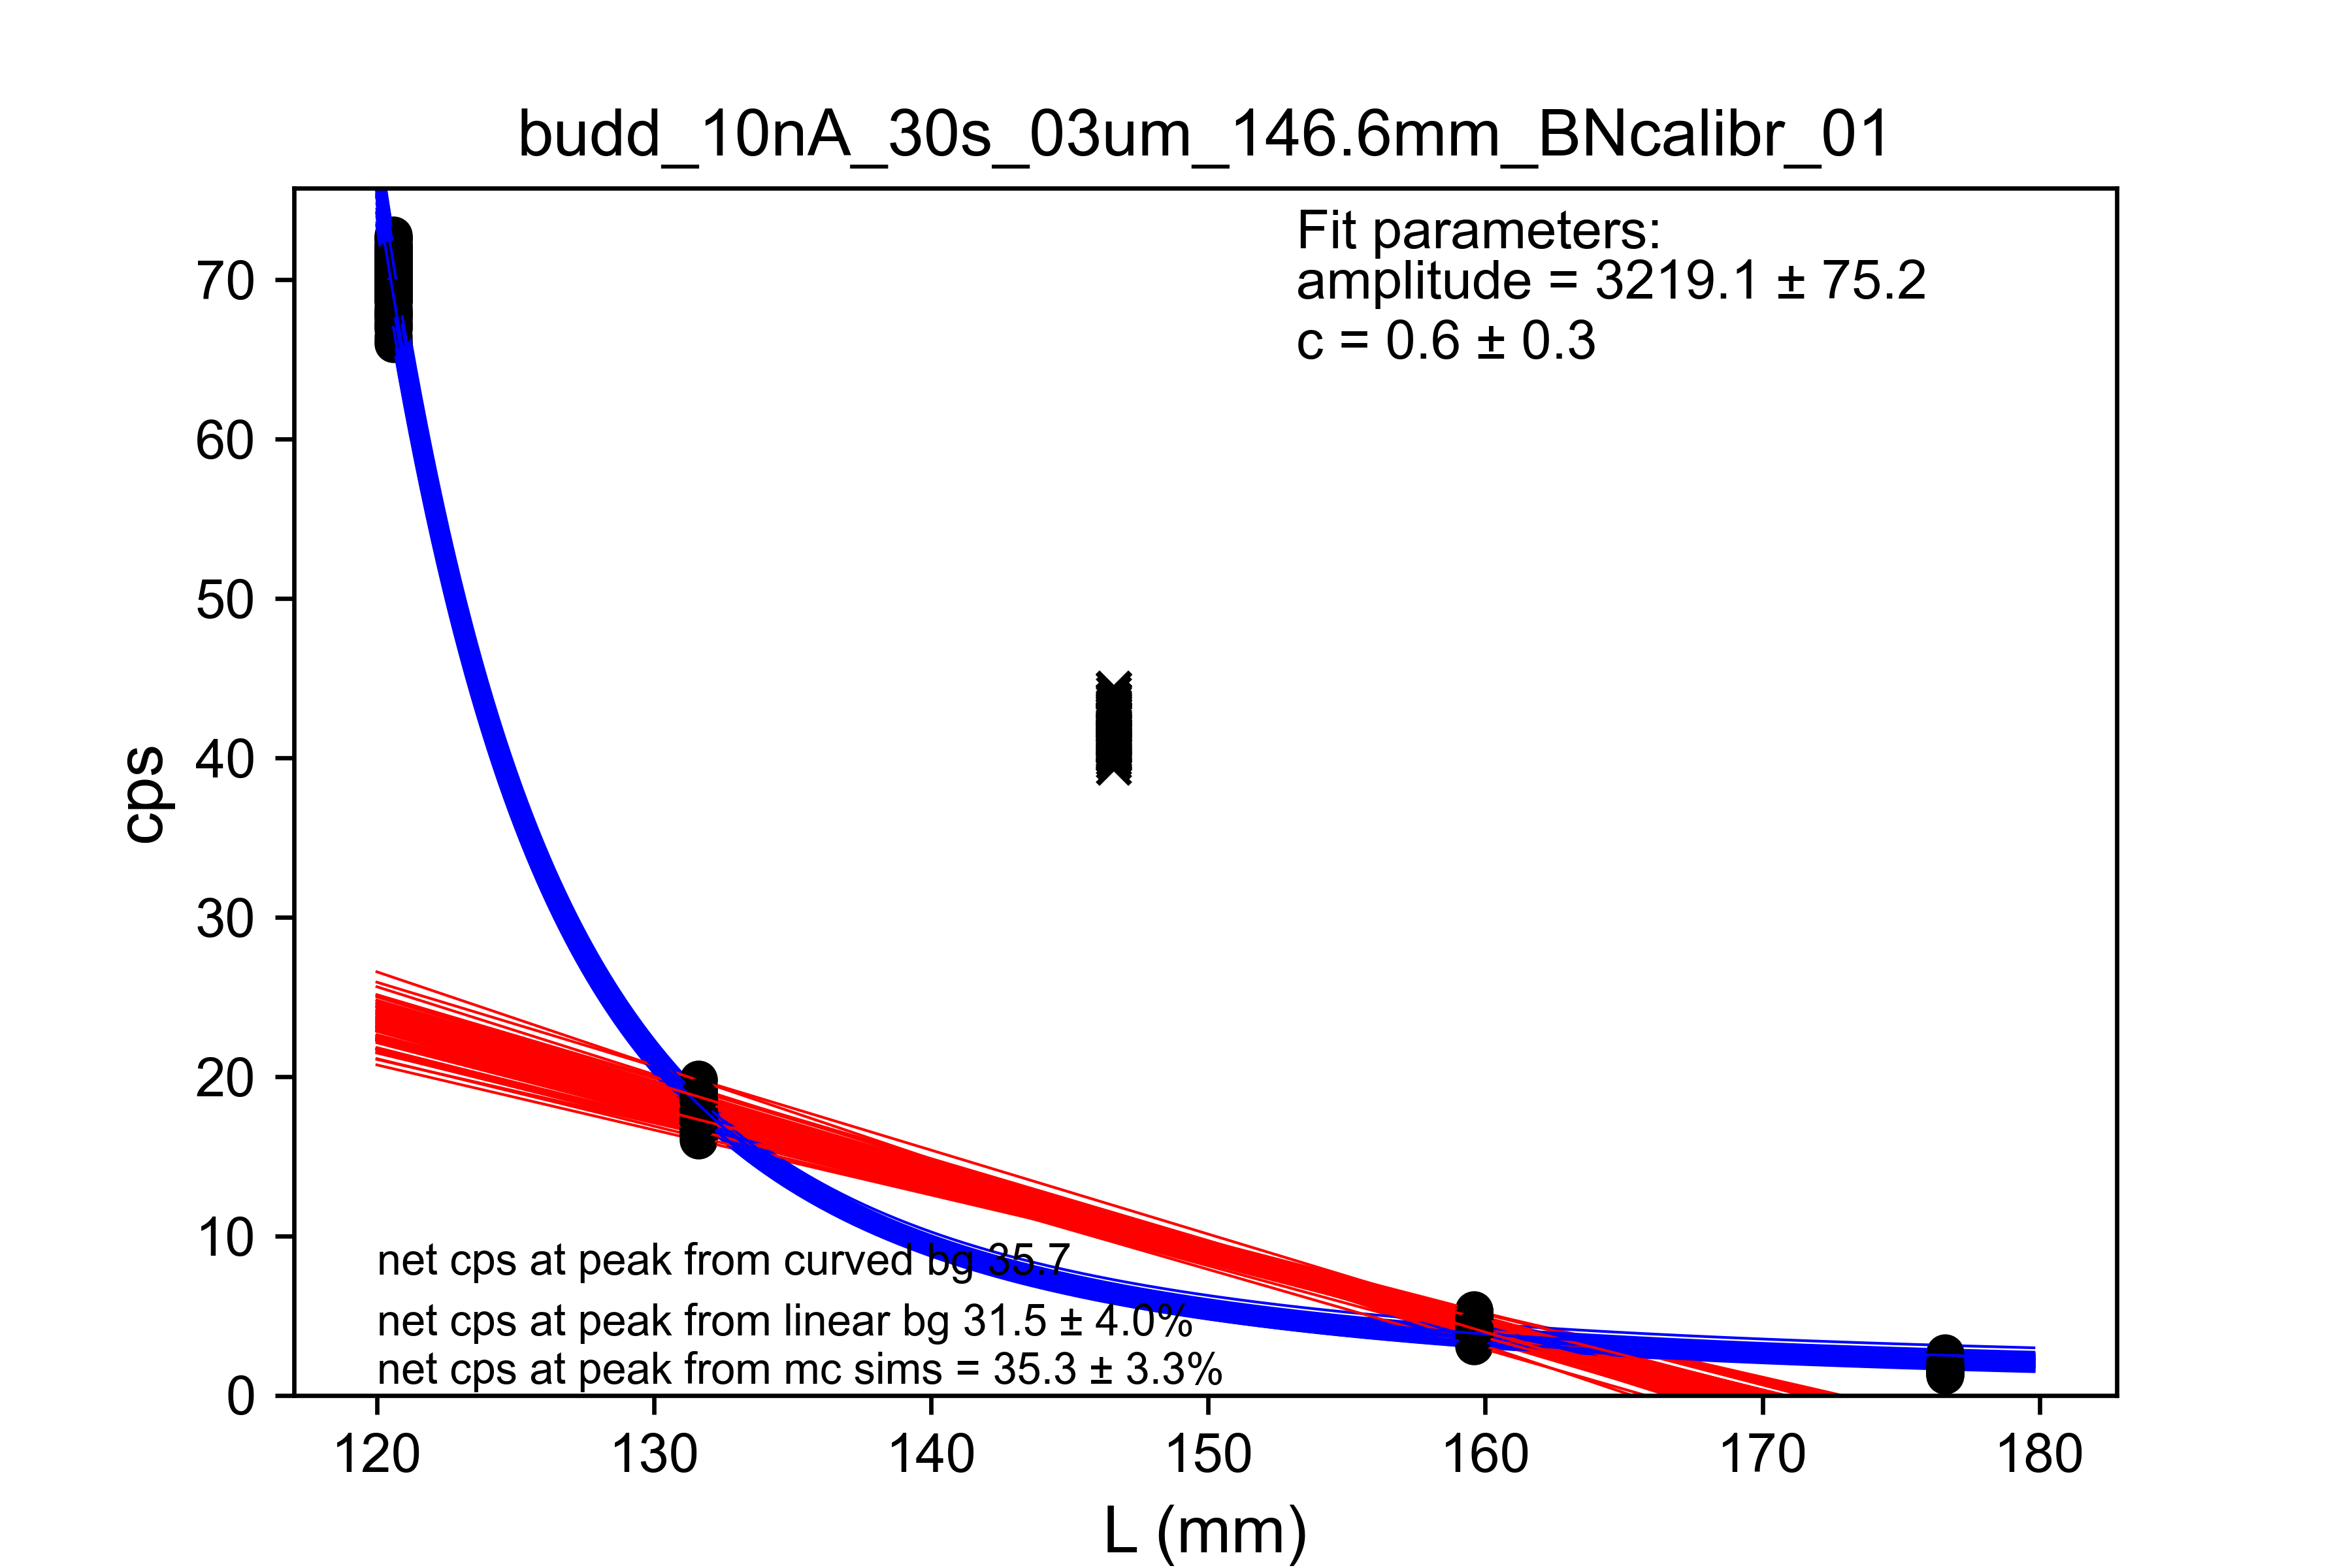 budd_10nA_30s_03um_146.6mm_BNcalibr_01
Fit parameters:
amplitude = 3219.1 ± 75.2
c = 0.6 ± 0.3
cps
70
60
50
40
30
20
10
0
net cps at peak from curved bg 35.7
net cps at peak from linear bg 31.5 ± 4.0%
net cps at peak from mc sims = 35.3 ± 3.3%
120 130 140 150 160 170 180
L (mm)